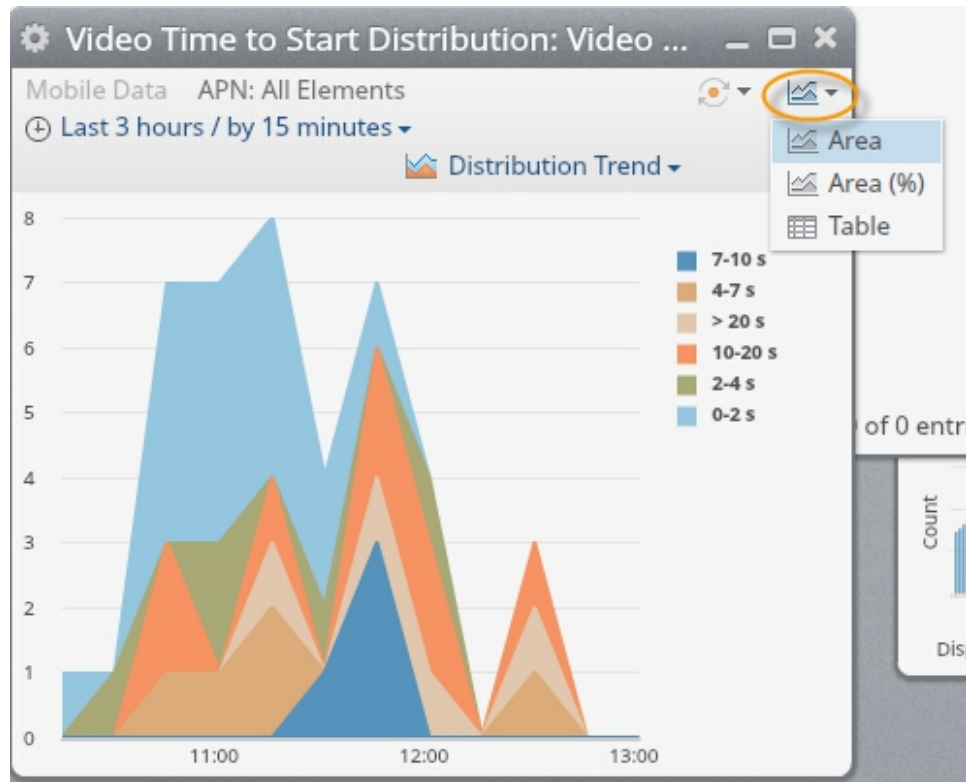 Video Time to Start Distribution: Video ...
Mobile Data APN: All Elements
Last 3 hours / by 15 minutes
Distribution Trend
Area
Area (%)
Table
8
7
6
5
4
3
2
1
0
11:00 12:00 13:00
7-10 s
4-7 s
> 20 s
10-20 s
2-4 s
0-2 s
of 0 entr
Count
Dis